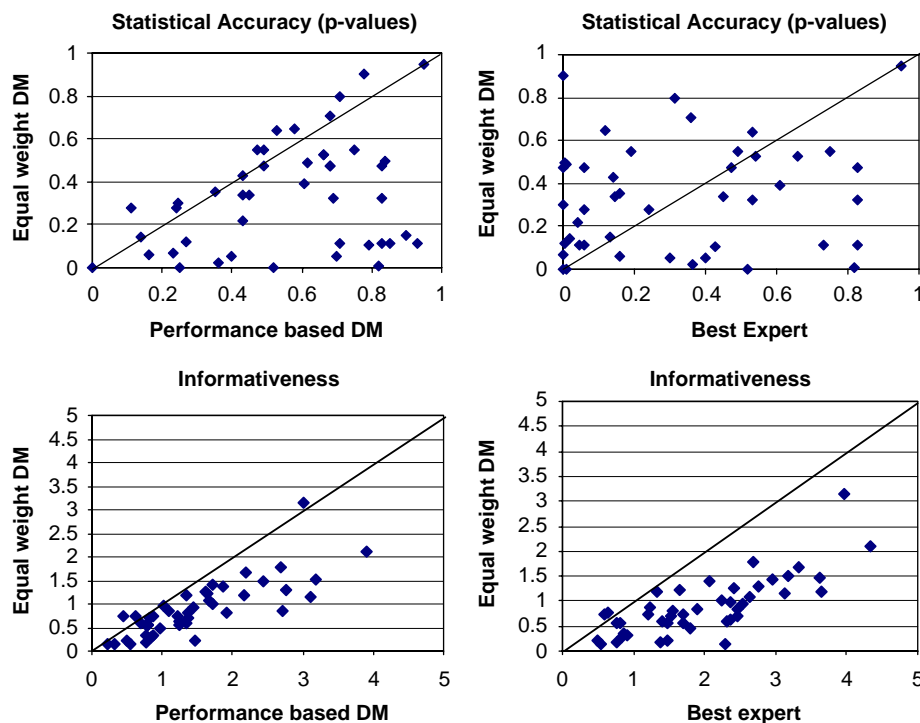 Statistical Accuracy (p-values)
Equal weight DM
1
0.8
0.6
0.4
0.2
0
0 0.2 0.4 0.6 0.8 1
Performance based DM
Statistical Accuracy (p-values)
Equal weight DM
1
0.8
0.6
0.4
0.2
0
0 0.2 0.4 0.6 0.8 1
Best Expert
Informativeness
Equal weight DM
5
4.5
4
3.5
3
2.5
2
1.5
1
0.5
0
0 1 2 3 4 5
Performance based DM
Informativeness
Equal weight DM
5
4.5
4
3.5
3
2.5
2
1.5
1
0.5
0
0 1 2 3 4 5
Best expert